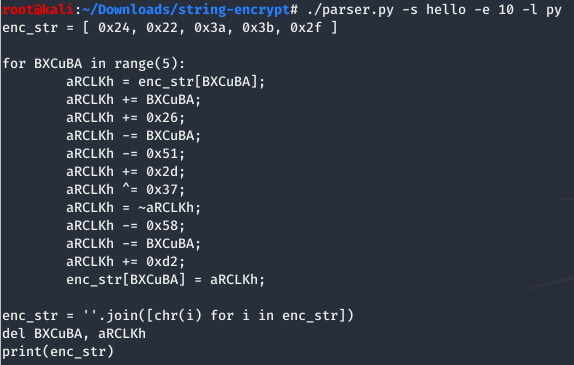 root@kali:~/Downloads/string-encrypt# ./parser.py -s hello -e 10 -l py
enc_str = [ 0x24, 0x22, 0x3a, 0x3b, 0x2f ]
for BXCuBA in range(5):
aRCLKh = enc_str[BXCuBA];
aRCLKh += BXCuBA;
aRCLKh += 0x26;
aRCLKh -= BXCuBA;
aRCLKh -= 0x51;
aRCLKh += 0x2d;
aRCLKh ^= 0x37;
aRCLKh = ~aRCLKh;
aRCLKh -= 0x58;
aRCLKh -= BXCuBA;
aRCLKh += 0xd2;
enc_str[BXCuBA] = aRCLKh;
enc_str = ''.join([chr(i) for i in enc_str])
del BXCuBA, aRCLKh
print(enc_str)